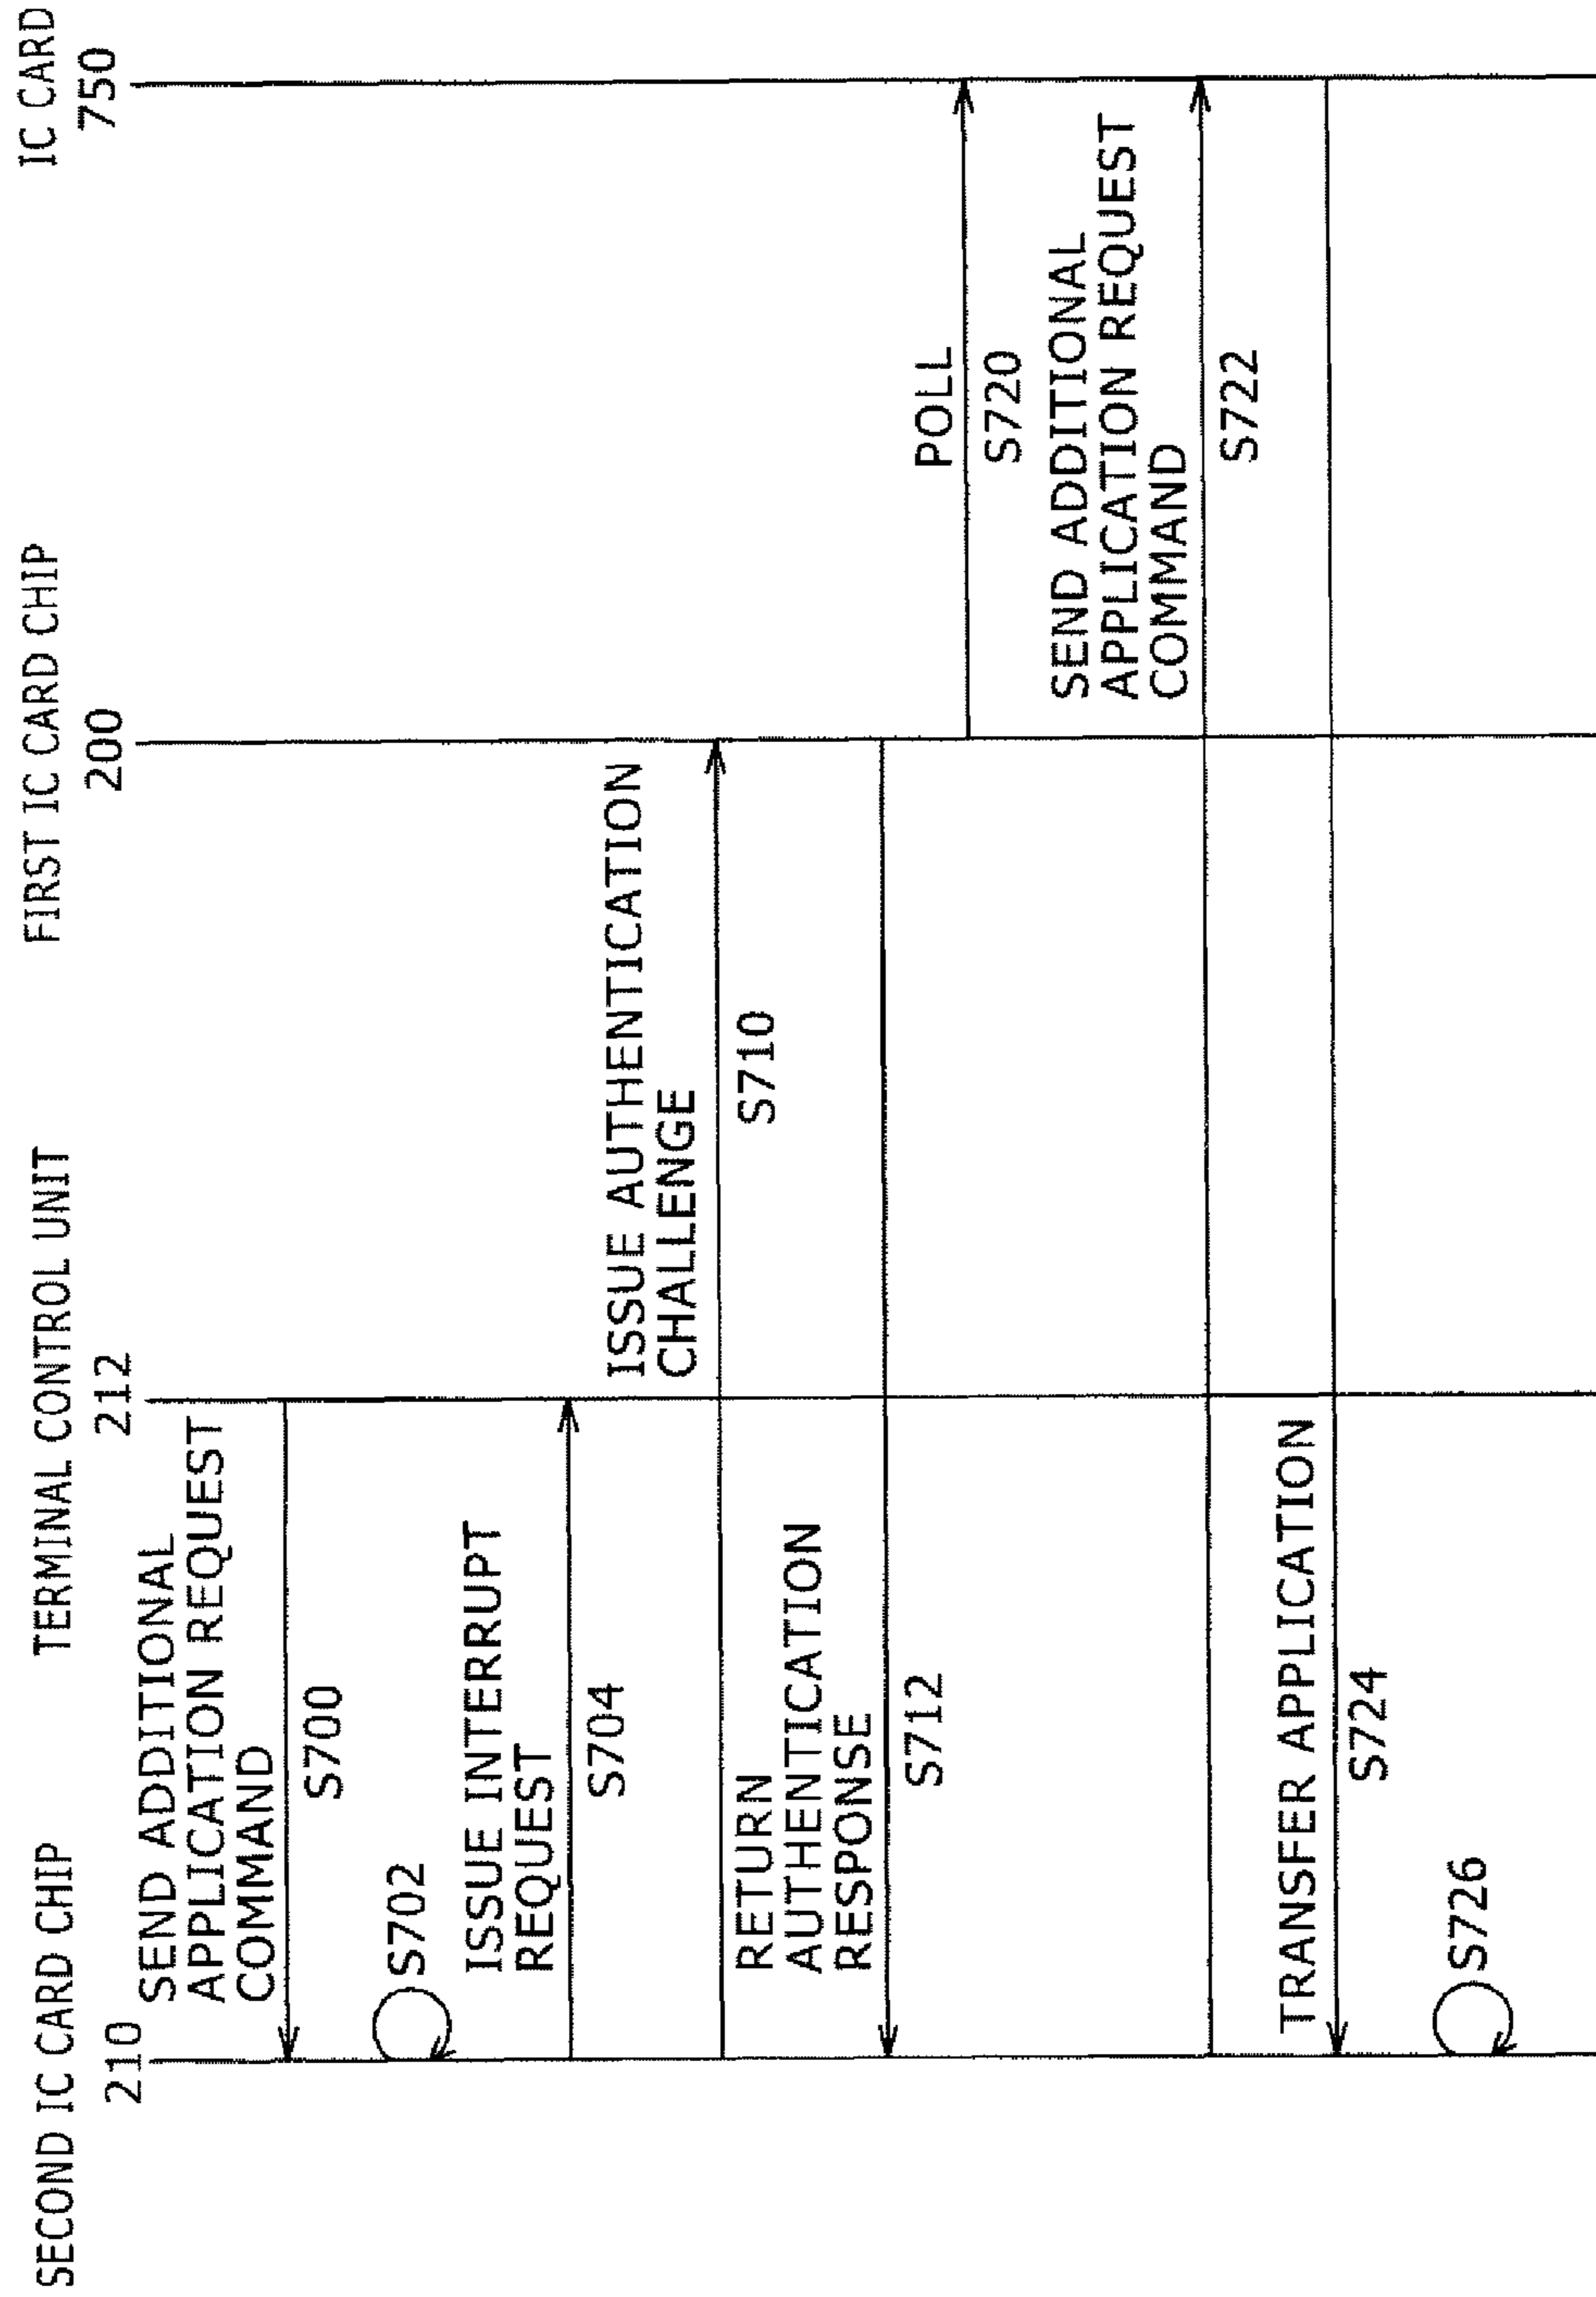 SECOND IC CARD CHIP
210
TERMINAL CONTROL UNIT
212
FIRST IC CARD CHIP
200
IC CARD
750
SEND ADDITIONAL
APPLICATION REQUEST
COMMAND
S700
S702
ISSUE INTERRUPT
REQUEST
S704
ISSUE AUTHENTICATION
CHALLENGE
S710
RETURN
AUTHENTICATION
RESPONSE
S712
POLL
S720
SEND ADDITIONAL
APPLICATION REQUEST
COMMAND
S722
TRANSFER APPLICATION
S724
S726